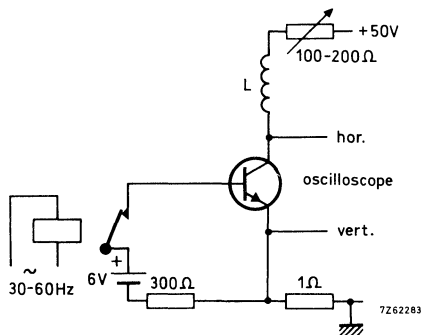 +50V
100-200Ω
L
hor.
oscilloscope
vert.
~
30-60Hz
+
6V
300Ω
1Ω
7Z62283